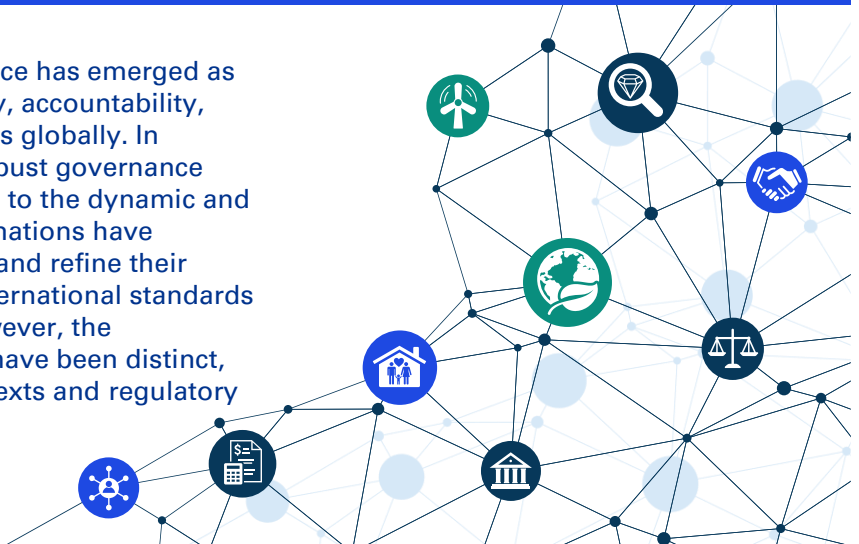 ce has emerged as
y, accountability,
s globally. In
bust governance
to the dynamic and
nations have
and refine their
ernational standards
vever, the
have been distinct,
exts and regulatory
$=